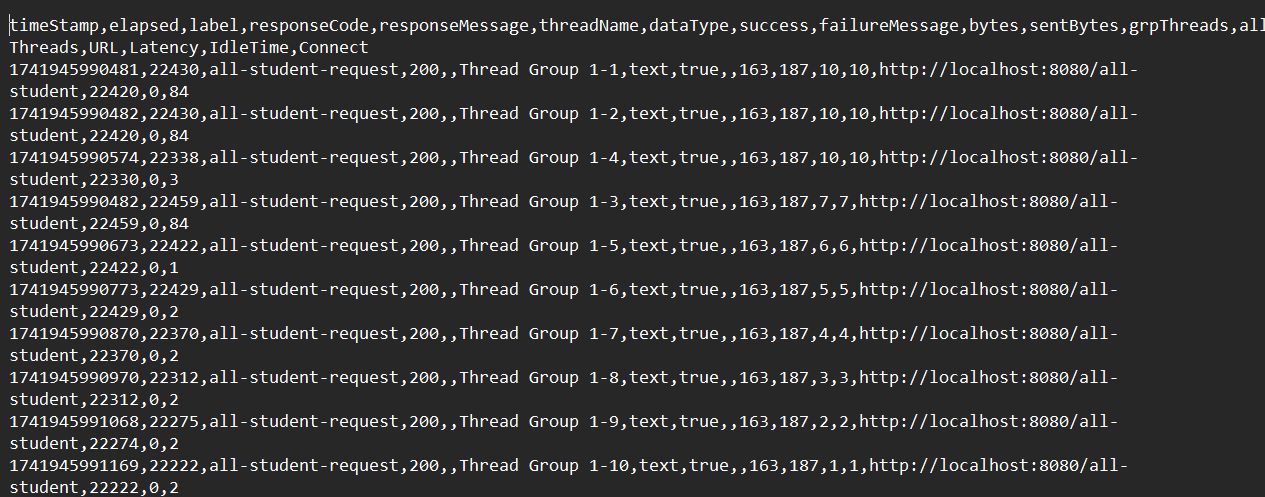 timeStamp,elapsed,label,responseCode,responseMessage,threadName,dataType,success,failureMessage,bytes,sentBytes,grpThreads,all
Threads,URL,Latency,IdleTime,Connect
1741945990481,22430,all-student-request,200,,Thread Group 1-1,text,true,,163,187,10,10,http://localhost:8080/all-
student,22420,0,84
1741945990482,22430,all-student-request,200,,Thread Group 1-2,text,true,,163,187,10,10,http://localhost:8080/all-
student,22420,0,84
1741945990574,22338,all-student-request,200,,Thread Group 1-4,text,true,,163,187,10,10,http://localhost:8080/all-
student,22330,0,3
1741945990482,22459,all-student-request,200,,Thread Group 1-3,text,true,,163,187,7,7,http://localhost:8080/all-
student,22459,0,84
1741945990673,22422,all-student-request,200,,Thread Group 1-5,text,true,,163,187,6,6,http://localhost:8080/all-
student,22422,0,1
1741945990773,22429,all-student-request,200,,Thread Group 1-6,text,true,,163,187,5,5,http://localhost:8080/all-
student,22429,0,2
1741945990870,22370,all-student-request,200,,Thread Group 1-7,text,true,,163,187,4,4,http://localhost:8080/all-
student,22370,0,2
1741945990970,22312,all-student-request,200,,Thread Group 1-8,text,true,,163,187,3,3,http://localhost:8080/all-
student,22312,0,2
1741945991068,22275,all-student-request,200,,Thread Group 1-9,text,true,,163,187,2,2,http://localhost:8080/all-
student,22274,0,2
1741945991169,22222,all-student-request,200,,Thread Group 1-10,text,true,,163,187,1,1,http://localhost:8080/all-
student,22222,0,2